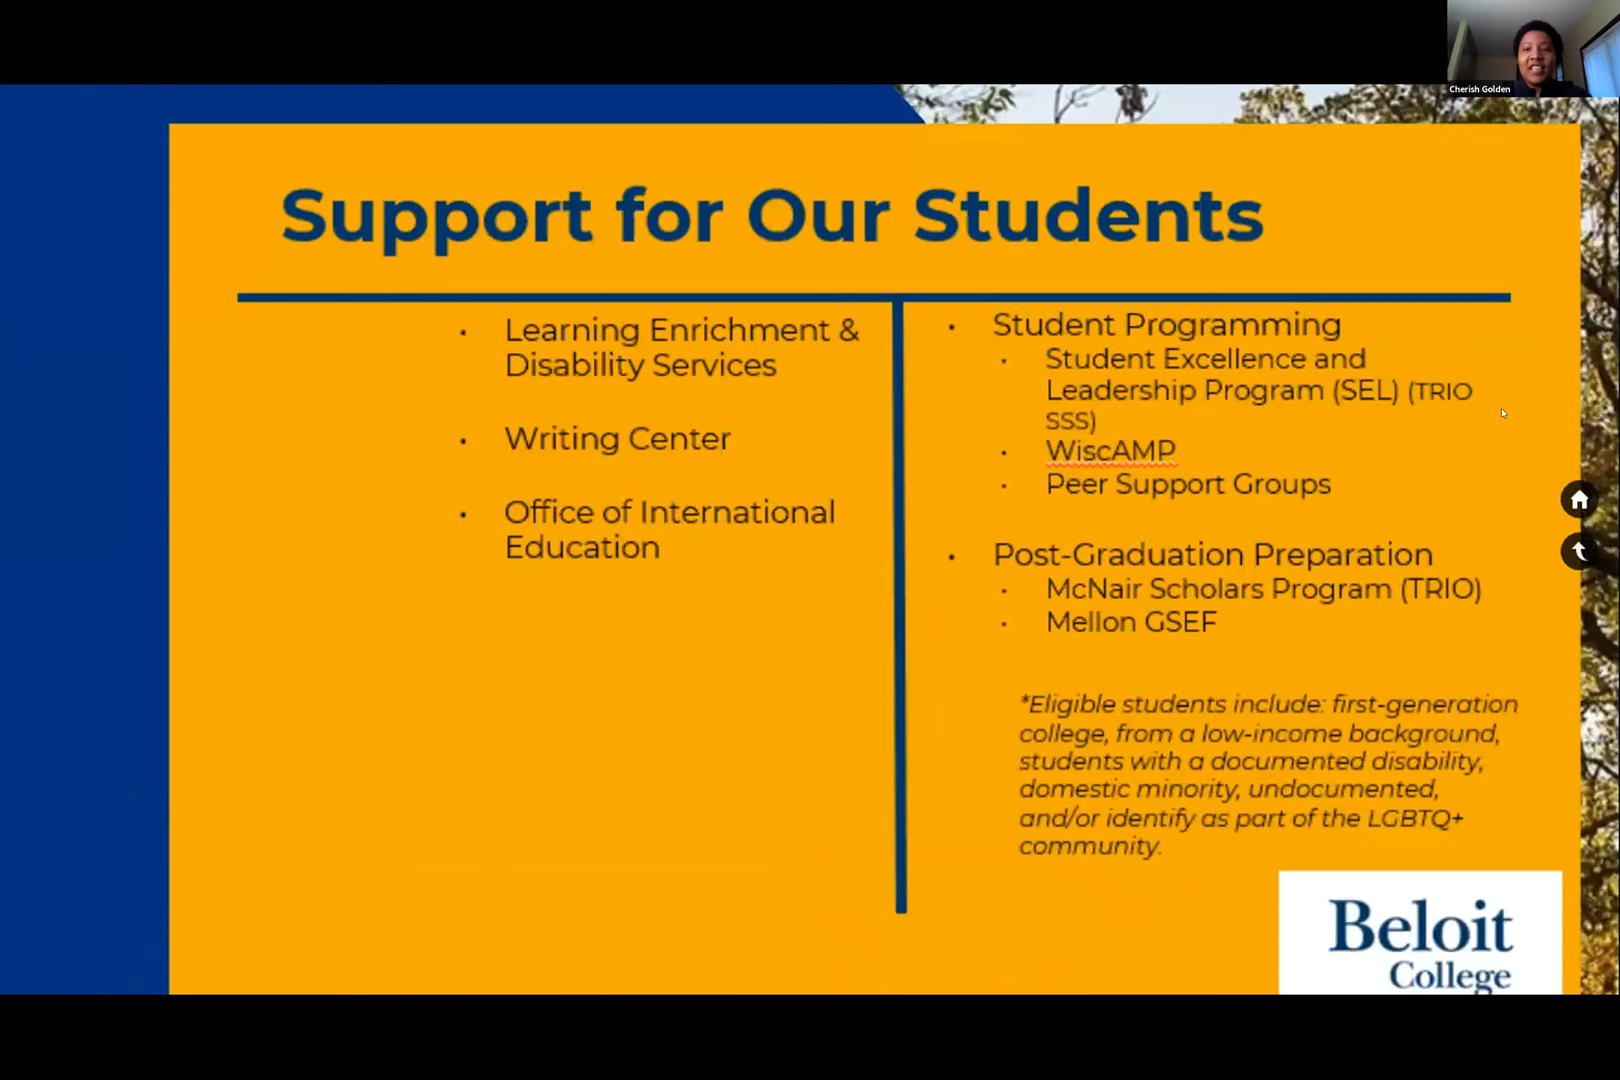 Cherish Golden
Support for Our Students
• Learning Enrichment &
Disability Services
• Writing Center
• Office of International
Education
• Student Programming
• Student Excellence and
Leadership Program (SEL) (TRIO
SSS)
• WiscAMP
• Peer Support Groups
• Post-Graduation Preparation
• McNair Scholars Program (TRIO)
• Mellon GSEF
*Eligible students include: first-generation
college, from a low-income background,
students with a documented disability,
domestic minority, undocumented,
and/or identify as part of the LGBTQ+
community.
Beloit
College